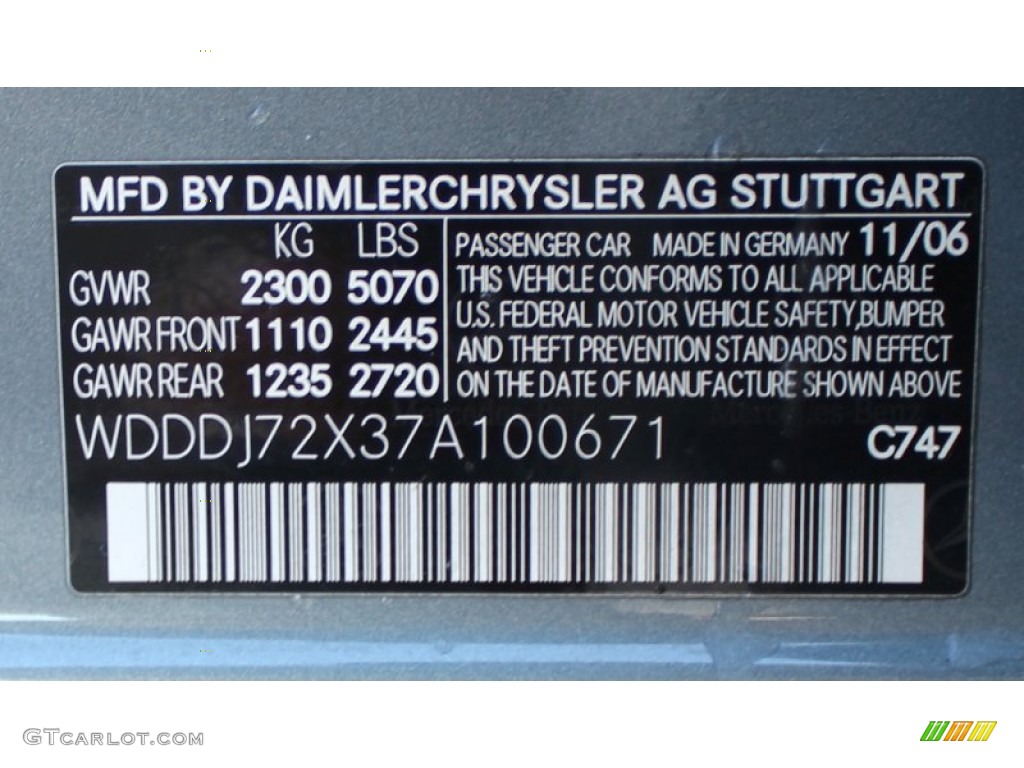 MFD BY DAIMLERCHRYSLER AG STUTTGART
KG LBS
GVWR 2300 5070
GAWR FRONT 1110 2445
GAWR REAR 1235 2720
PASSENGER CAR MADE IN GERMANY 11/06
THIS VEHICLE CONFORMS TO ALL APPLICABLE
U.S. FEDERAL MOTOR VEHICLE SAFETY, BUMPER
AND THEFT PREVENTION STANDARDS IN EFFECT
ON THE DATE OF MANUFACTURE SHOWN ABOVE
WDDDJ72X37A100671 C747
GTCARLOT.COM